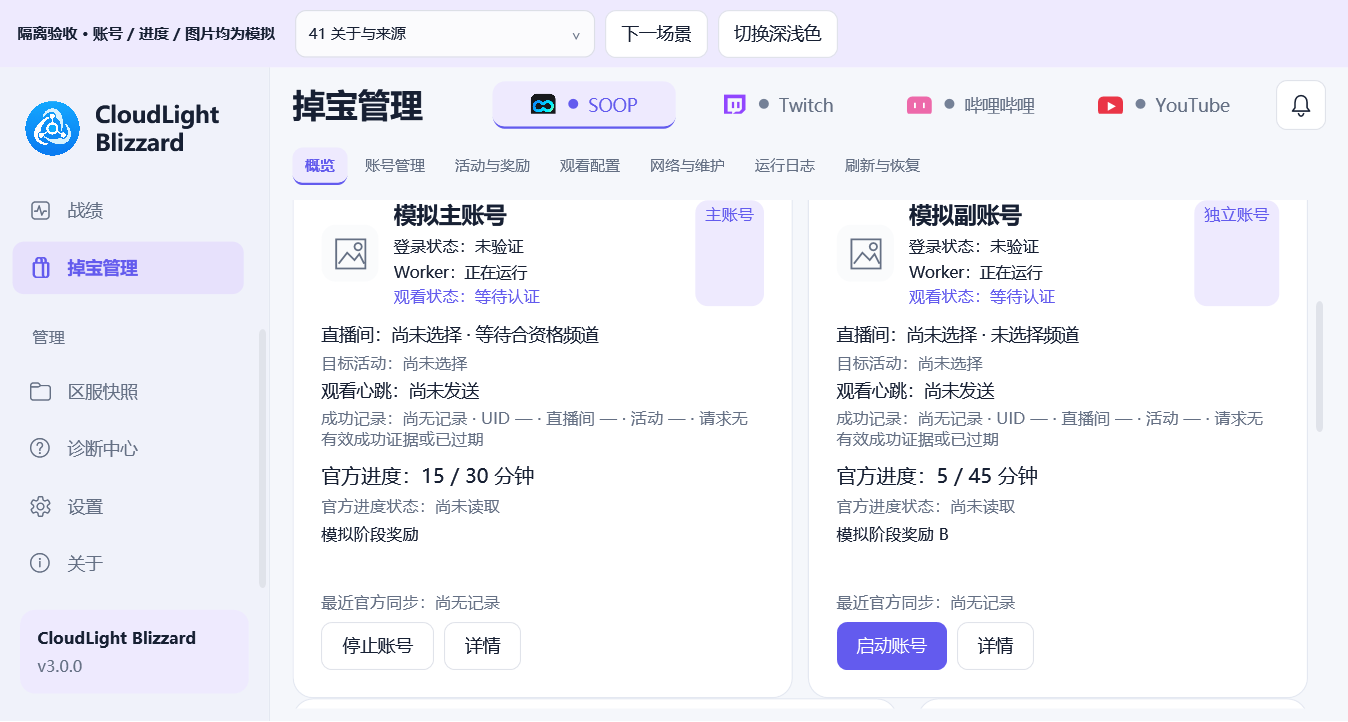 隔离验收 • 账号 / 进度 / 图片均为模拟
41 关于与来源
下一场景
切换深浅色
CloudLight
Blizzard
战绩
掉宝管理
管理
区服快照
诊断中心
设置
关于
CloudLight Blizzard
v3.0.0
掉宝管理
SOOP
Twitch
哔哩哔哩
YouTube
概览
账号管理
活动与奖励
观看配置
网络与维护
运行日志
刷新与恢复
模拟主账号
主账号
登录状态：未验证
Worker：正在运行
观看状态：等待认证
直播间：尚未选择 · 等待合资格频道
目标活动：尚未选择
观看心跳：尚未发送
成功记录：尚无记录 · UID — · 直播间 — · 活动 — · 请求无
有效成功证据或已过期
官方进度：15 / 30 分钟
官方进度状态：尚未读取
模拟阶段奖励
最近官方同步：尚无记录
停止账号
详情
模拟副账号
独立账号
登录状态：未验证
Worker：正在运行
观看状态：等待认证
直播间：尚未选择 · 未选择频道
目标活动：尚未选择
观看心跳：尚未发送
成功记录：尚无记录 · UID — · 直播间 — · 活动 — · 请求无
有效成功证据或已过期
官方进度：5 / 45 分钟
官方进度状态：尚未读取
模拟阶段奖励 B
最近官方同步：尚无记录
启动账号
详情